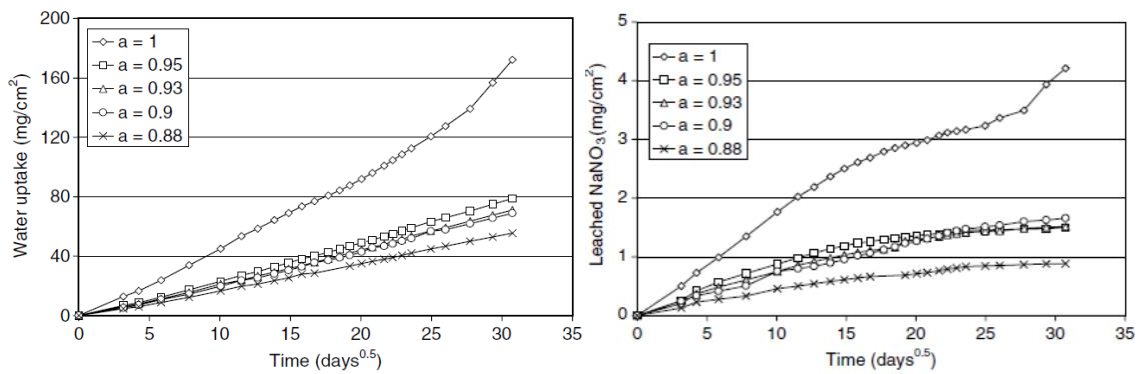 200
160
120
80
40
0
Water uptake (mg/cm²)
a = 1
a = 0.95
a = 0.93
a = 0.9
a = 0.88
0 5 10 15 20 25 30 35
Time (days⁰·⁵)
5
4
3
2
1
0
Leached NaNO₃ (mg/cm²)
a = 1
a = 0.95
a = 0.93
a = 0.9
a = 0.88
0 5 10 15 20 25 30 35
Time (days⁰·⁵)